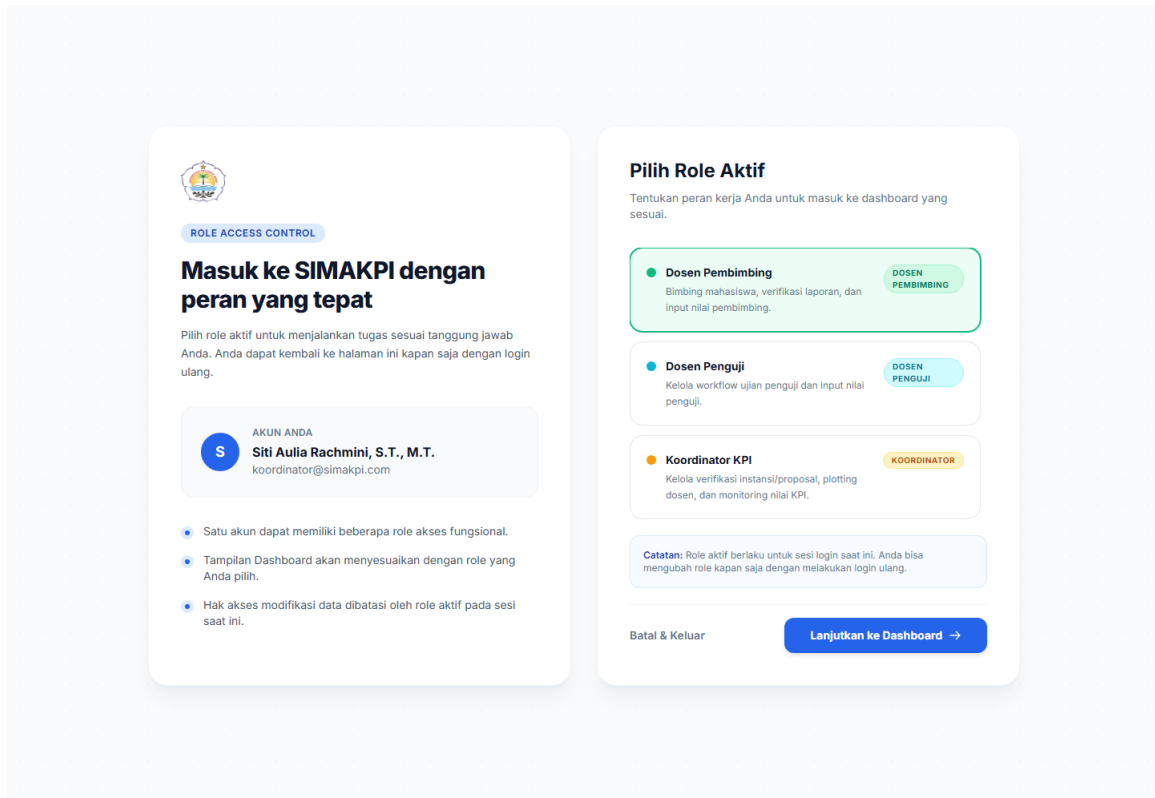 ROLE ACCESS CONTROL
Masuk ke SIMAKPI dengan
peran yang tepat
Pilih role aktif untuk menjalankan tugas sesuai tanggung jawab
Anda. Anda dapat kembali ke halaman ini kapan saja dengan login
ulang.
S
AKUN ANDA
Siti Aulia Rachmini, S.T., M.T.
koordinator@simakpi.com
Satu akun dapat memiliki beberapa role akses fungsional.
Tampilan Dashboard akan menyesuaikan dengan role yang
Anda pilih.
Hak akses modifikasi data dibatasi oleh role aktif pada sesi
saat ini.
Pilih Role Aktif
Tentukan peran kerja Anda untuk masuk ke dashboard yang
sesuai.
Dosen Pembimbing
Bimbing mahasiswa, verifikasi laporan, dan
input nilai pembimbing.
DOSEN
PEMBIMBING
Dosen Penguji
Kelola workflow ujian penguji dan input nilai
penguji.
DOSEN
PENGUJI
Koordinator KPI
Kelola verifikasi instansi/proposal, plotting
dosen, dan monitoring nilai KPI.
KOORDINATOR
Catatan: Role aktif berlaku untuk sesi login saat ini. Anda bisa
mengubah role kapan saja dengan melakukan login ulang.
Batal & Keluar
Lanjutkan ke Dashboard →